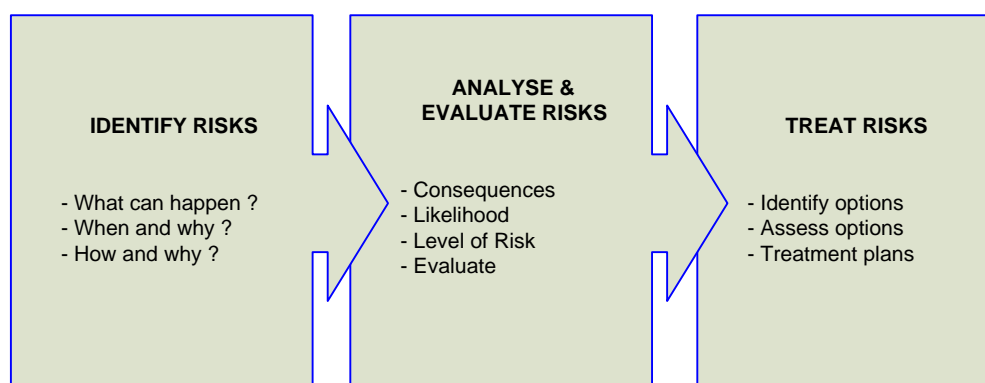 IDENTIFY RISKS
- What can happen ?
- When and why ?
- How and why ?
ANALYSE &
EVALUATE RISKS
- Consequences
- Likelihood
- Level of Risk
- Evaluate
TREAT RISKS
- Identify options
- Assess options
- Treatment plans